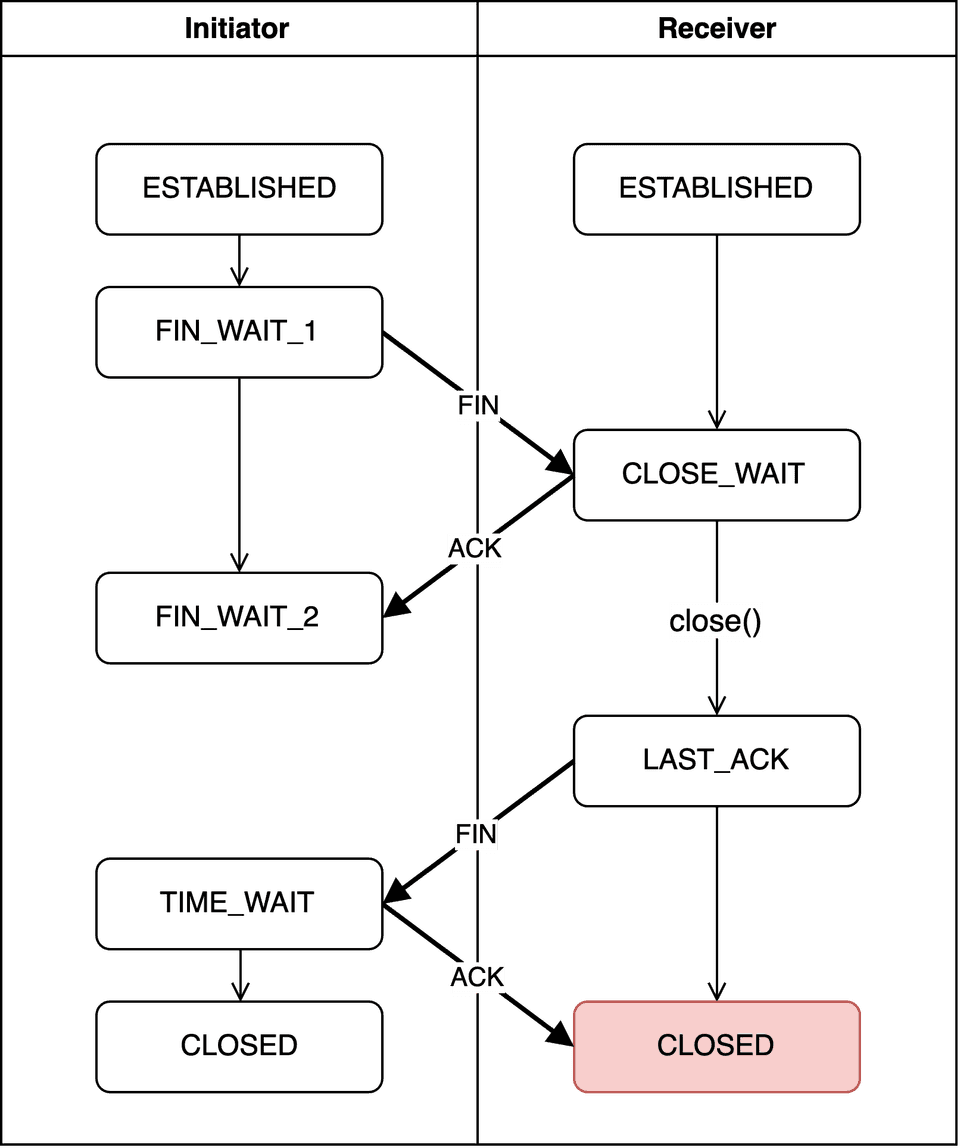 Initiator
Receiver
ESTABLISHED
ESTABLISHED
FIN_WAIT_1
FIN
CLOSE_WAIT
ACK
FIN_WAIT_2
close()
LAST_ACK
FIN
TIME_WAIT
ACK
CLOSED
CLOSED